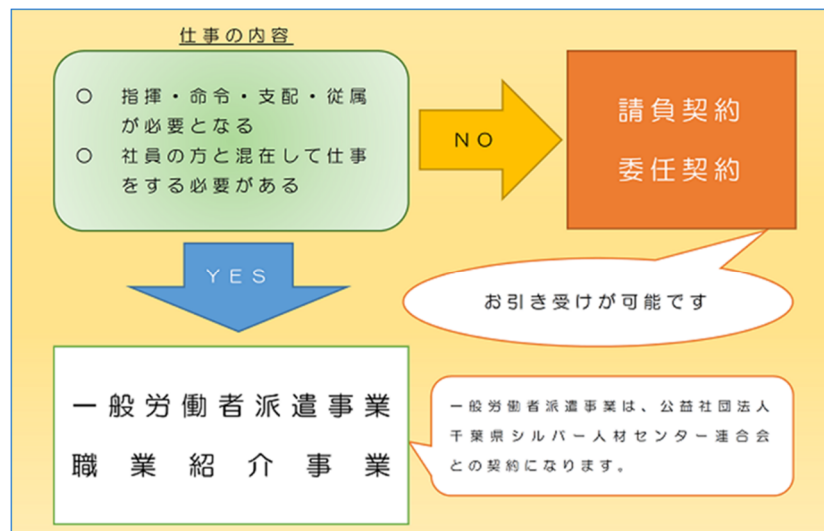 仕事の内容
○ 指揮・命令・支配・従属
が必要となる
○ 社員の方と混在して仕事
をする必要がある
NO
請負契約
委任契約
YES
お引き受けが可能です
一般労働者派遣事業
職業紹介事業
一般労働者派遣事業は、公益社団法人
千葉県シルバー人材センター連合会
との契約になります。